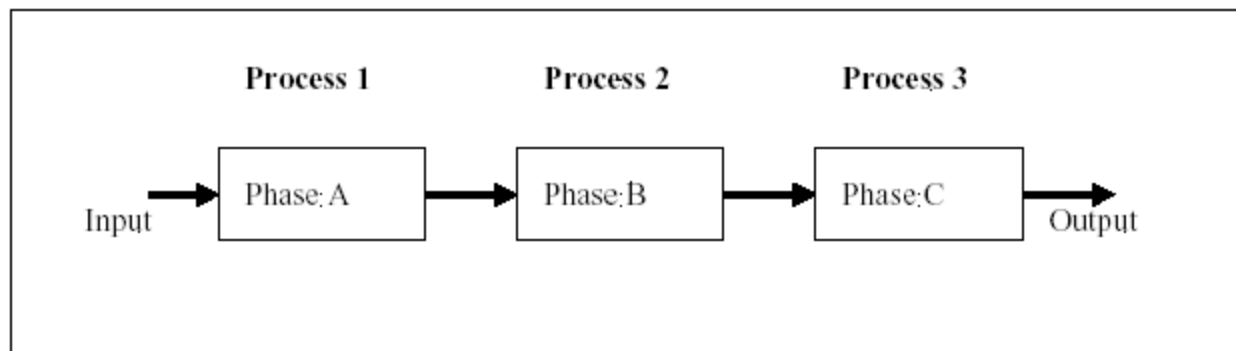 Process 1
Process 2
Process 3
Phase:A
Phase:B
Phase:C
Input
Output